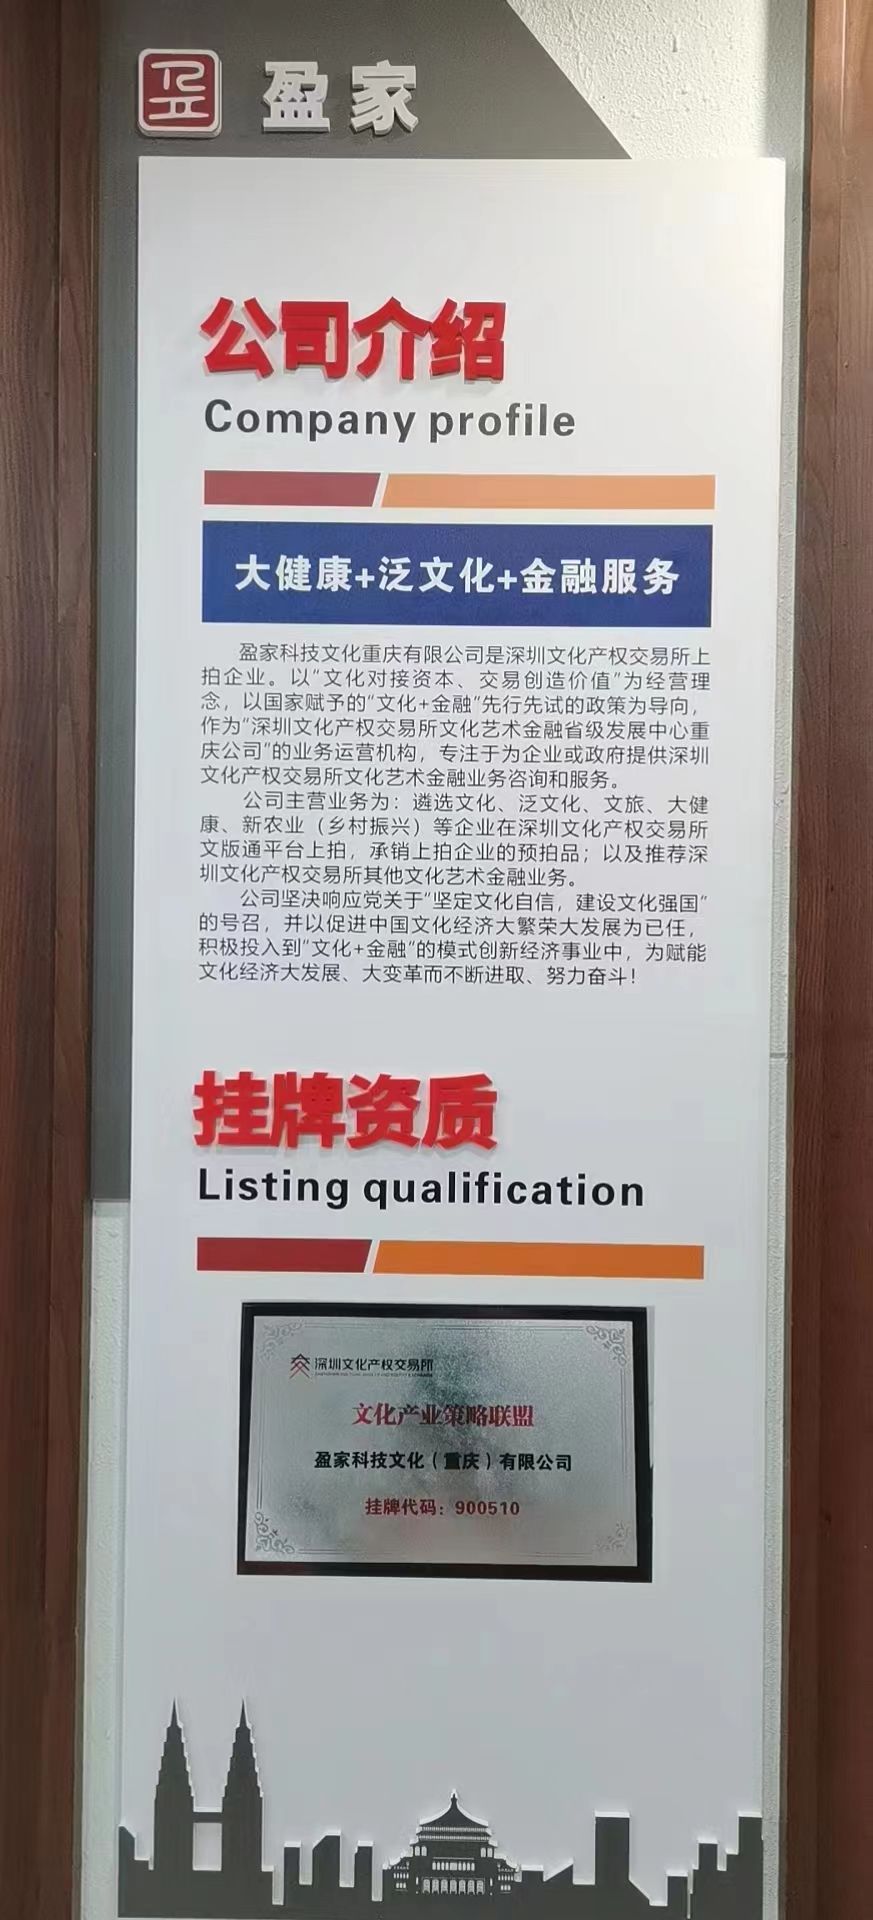 盈家
公司介绍
Company profile
大健康+泛文化+金融服务
盈家科技文化重庆有限公司是深圳文化产权交易所上
拍企业。以"文化对接资本、交易创造价值"为经营理
念，以国家赋予的"文化+金融"先行先试的政策为导向，
作为"深圳文化产权交易所文化艺术金融省级发展中心重
庆公司"的业务运营机构，专注于为企业或政府提供深圳
文化产权交易所文化艺术金融业务咨询和服务。
公司主营业务为：遴选文化、泛文化、文旅、大健
康、新农业（乡村振兴）等企业在深圳文化产权交易所
文版通平台上拍，承销上拍企业的预拍品；以及推荐深
圳文化产权交易所其他文化艺术金融业务。
公司坚决响应党关于"坚定文化自信，建设文化强国"
的号召，并以促进中国文化经济大繁荣大发展为已任，
积极投入到"文化+金融"的模式创新经济事业中，为赋能
文化经济大发展、大变革而不断进取、努力奋斗！
挂牌资质
Listing qualification
深圳文化产权交易所
文化产业策略联盟
盈家科技文化（重庆）有限公司
挂牌代码：900510